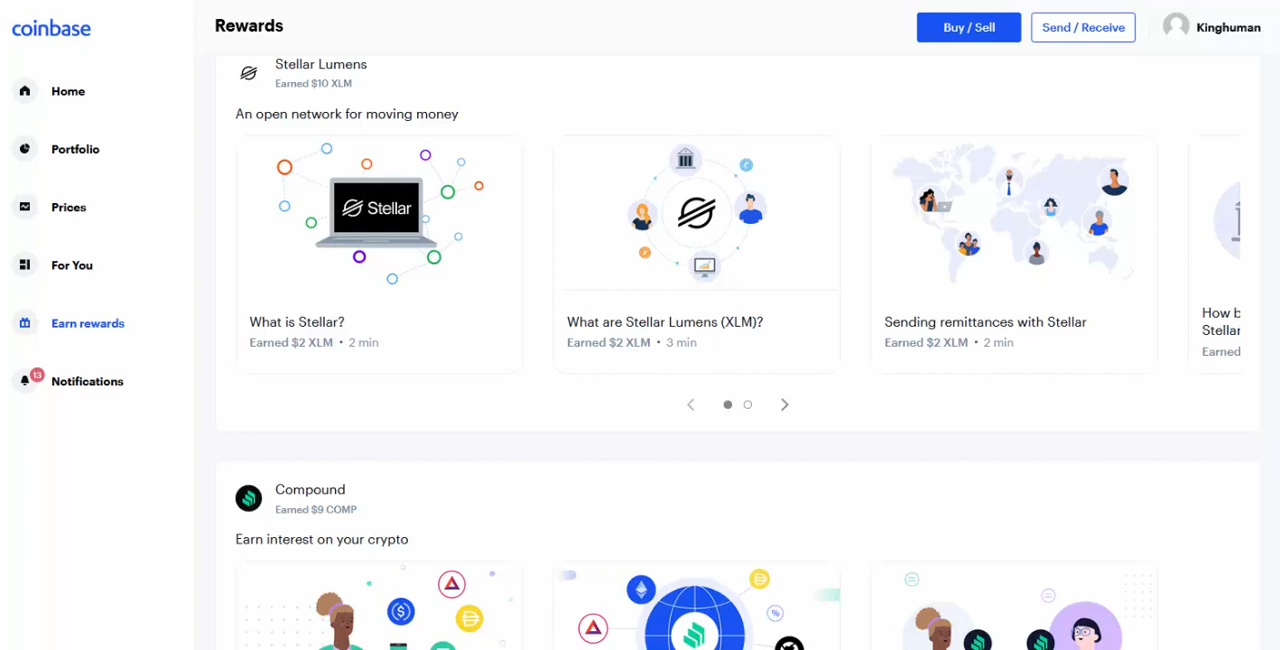 coinbase
Rewards
Buy / Sell
Send / Receive
Kinghuman
Home
Portfolio
Prices
For You
Earn rewards
13
Notifications
Stellar Lumens
Earned $10 XLM
An open network for moving money
Stellar
What is Stellar?
Earned $2 XLM • 2 min
What are Stellar Lumens (XLM)?
Earned $2 XLM • 3 min
Sending remittances with Stellar
Earned $2 XLM • 2 min
How b
Stellar
Earned
Compound
Earned $9 COMP
Earn interest on your crypto